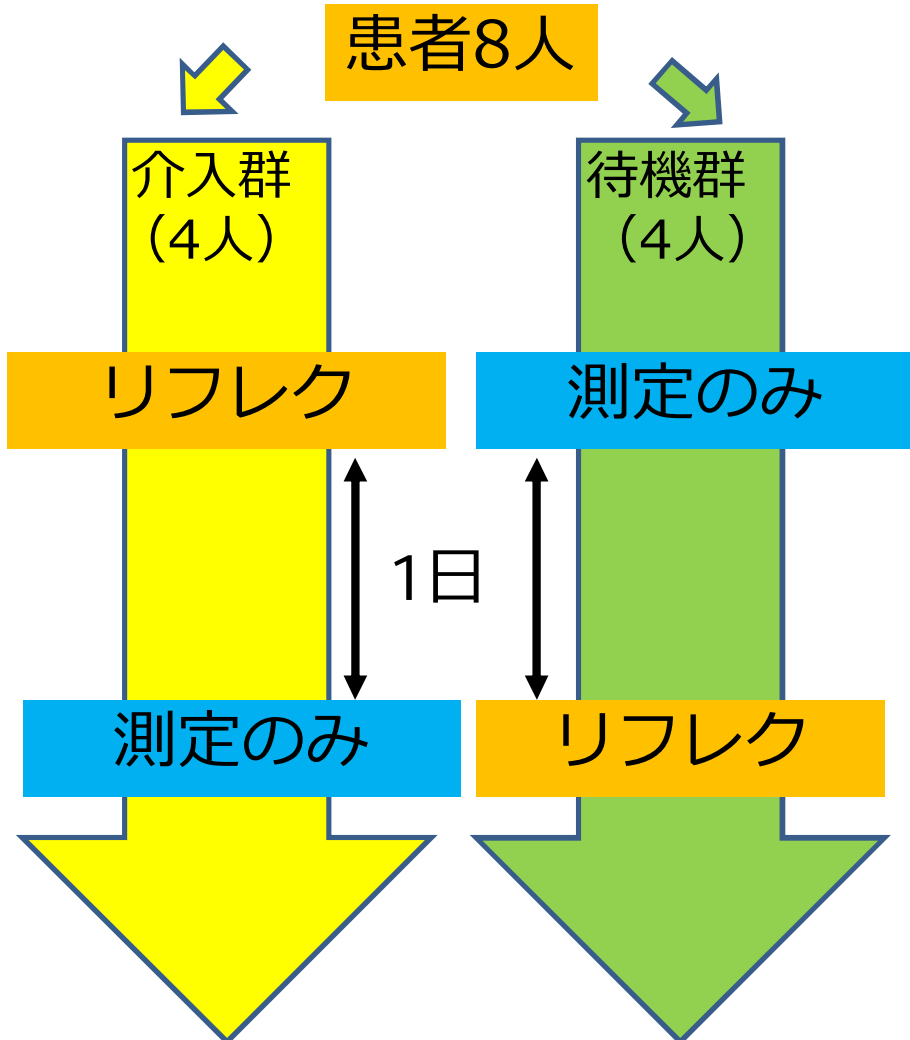 患者8人
介入群
（4人）
待機群
（4人）
リフレク
測定のみ
1日
測定のみ
リフレク